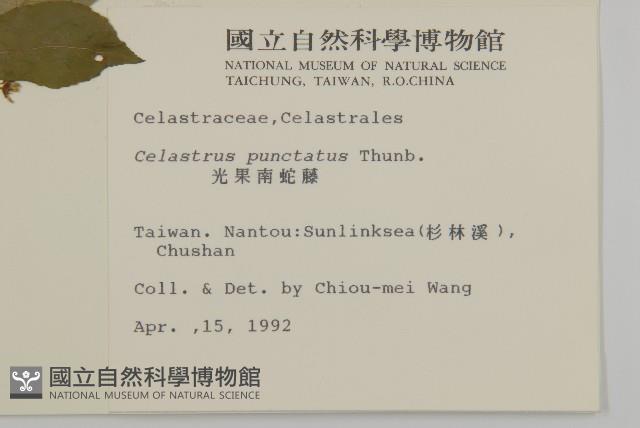 國立自然科學博物館
NATIONAL MUSEUM OF NATURAL SCIENCE
TAICHUNG, TAIWAN, R.O.CHINA
Celastraceae,Celastrales
Celastrus punctatus Thunb.
光果南蛇藤
Taiwan. Nantou:Sunlinksea(杉林溪),
Chushan
Coll. & Det. by Chiou-mei Wang
Apr. ,15, 1992
國立自然科學博物館
NATIONAL MUSEUM OF NATURAL SCIENCE